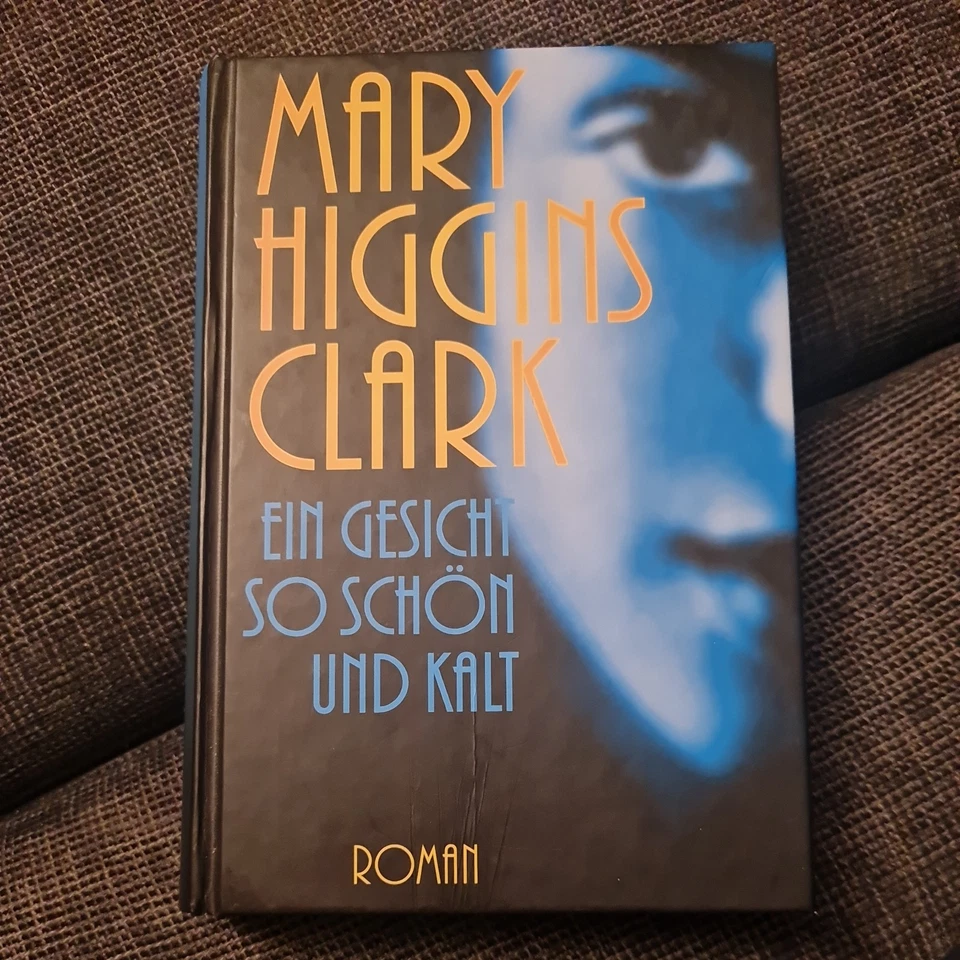 MARY
HIGGINS
CLARK
EIN GESICHT
SO SCHÖN
UND KALT
ROMAN